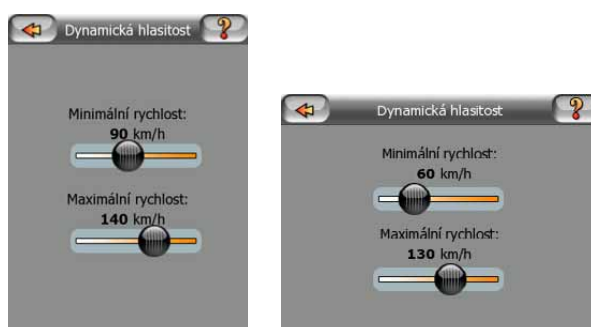 Dynamická hlasitost
Minimální rychlost:
90 km/h
Maximální rychlost:
140 km/h
Dynamická hlasitost
Minimální rychlost:
60 km/h
Maximální rychlost:
130 km/h